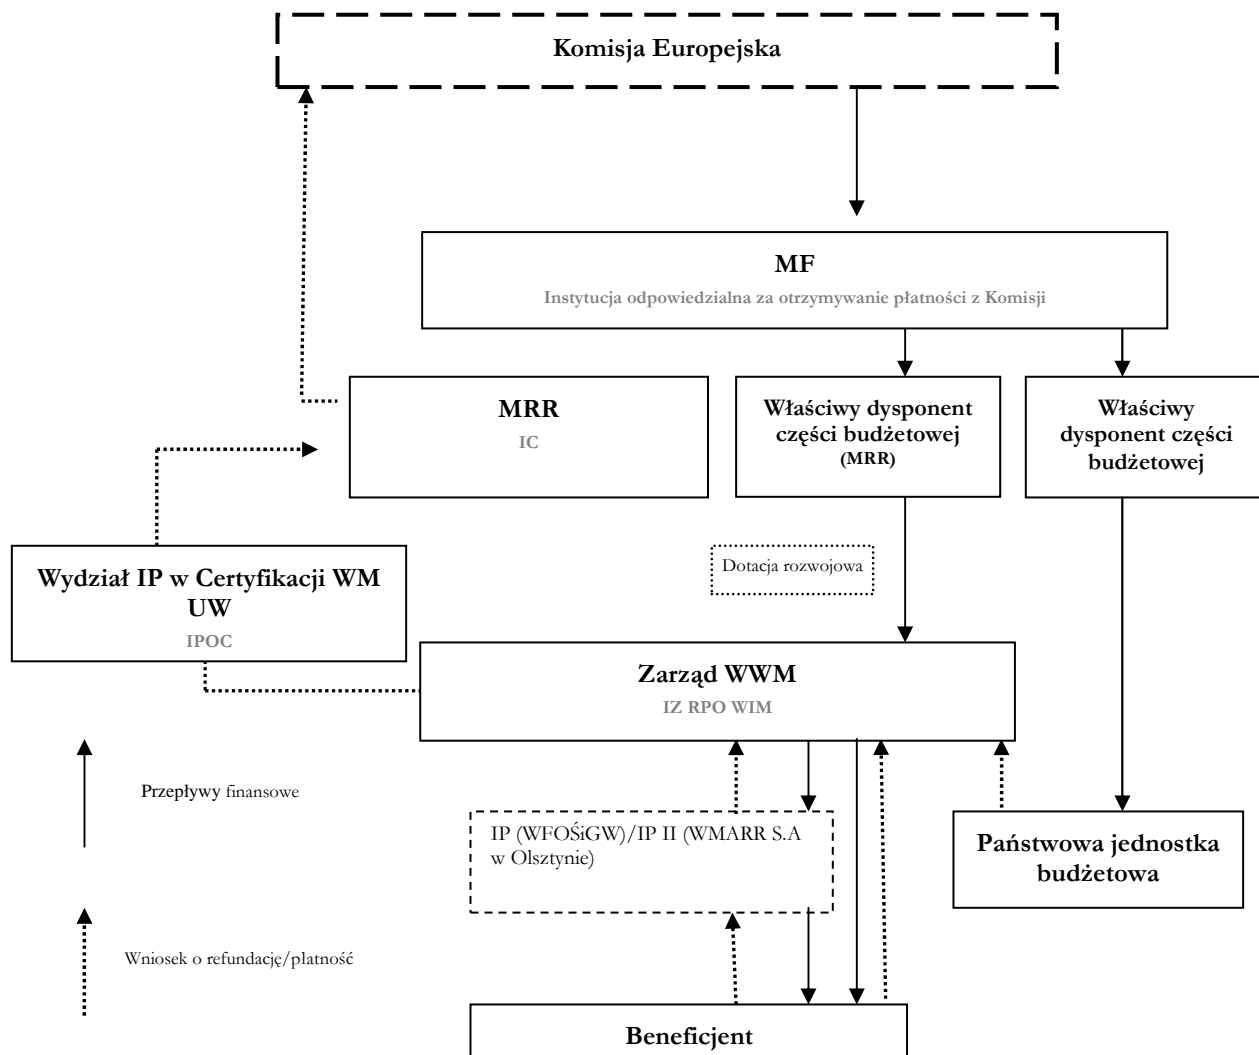 Komisja Europejska
MF
Instytucja odpowiedzialna za otrzymywanie płatności z Komisji
MRR
IC
Właściwy dysponent
części budżetowej
(MRR)
Właściwy
dysponent części
budżetowej
Wydział IP w Certyfikacji WM
UW
IPOC
Dotacja rozwojowa
Zarząd WWM
IZ RPO WIM
Przepływy finansowe
IP (WFOŚiGW)/IP II (WMARR S.A
w Olsztynie)
Państwowa jednostka
budżetowa
Wniosek o refundację/płatność
Beneficjent